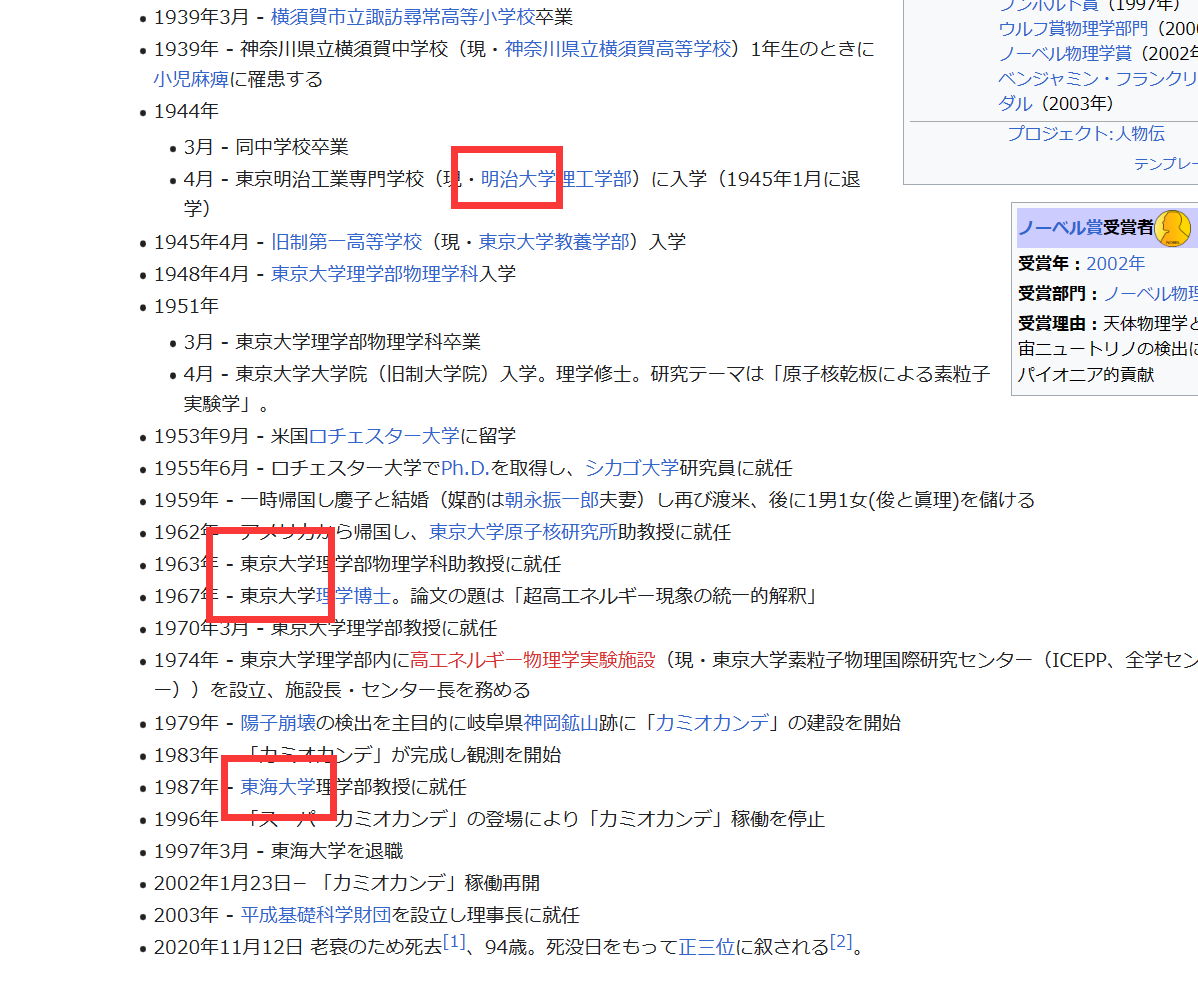 1939年3月 - 横須賀市立諏訪尋常高等小学校卒業
1939年 - 神奈川県立横須賀中学校（現・神奈川県立横須賀高等学校）1年生のときに
小児麻痺に罹患する
1944年
3月 - 同中学校卒業
4月 - 東京明治工業専門学校（現・明治大学理工学部）に入学（1945年1月に退
学）
1945年4月 - 旧制第一高等学校（現・東京大学教養学部）入学
1948年4月 - 東京大学理学部物理学科入学
1951年
3月 - 東京大学理学部物理学科卒業
4月 - 東京大学大学院（旧制大学院）入学。理学修士。研究テーマは「原子核乾板による素粒子
実験学」。
1953年9月 - 米国ロチェスター大学に留学
1955年6月 - ロチェスター大学でPh.D.を取得し、シカゴ大学研究員に就任
1959年 - 一時帰国し慶子と結婚（媒酌は朝永振一郎夫妻）し再び渡米、後に1男1女(俊と眞理)を儲ける
1962年 - アメリカから帰国し、東京大学原子核研究所助教授に就任
1963年 - 東京大学理学部物理学科助教授に就任
1967年 - 東京大学理学博士。論文の題は「超高エネルギー現象の統一的解釈」
1970年3月 - 東京大学理学部教授に就任
1974年 - 東京大学理学部内に高エネルギー物理学実験施設（現・東京大学素粒子物理国際研究センター（ICEPP、全学セン
ー））を設立、施設長・センター長を務める
1979年 - 陽子崩壊の検出を主目的に岐阜県神岡鉱山跡に「カミオカンデ」の建設を開始
1983年 - 「カミオカンデ」が完成し観測を開始
1987年 - 東海大学理学部教授に就任
1996年 - 「スーパーカミオカンデ」の登場により「カミオカンデ」稼働を停止
1997年3月 - 東海大学を退職
2002年1月23日− 「カミオカンデ」稼働再開
2003年 - 平成基礎科学財団を設立し理事長に就任
2020年11月12日 老衰のため死去[1]、94歳。死没日をもって正三位に叙される[2]。
フンボルト賞（1997年）
ウルフ賞物理学部門（200
ノーベル物理学賞（2002年
ベンジャミン・フランクリ
ダル（2003年）
プロジェクト:人物伝
テンプレー
ノーベル賞受賞者
受賞年：2002年
受賞部門：ノーベル物理
受賞理由：天体物理学と
宙ニュートリノの検出に
パイオニア的貢献